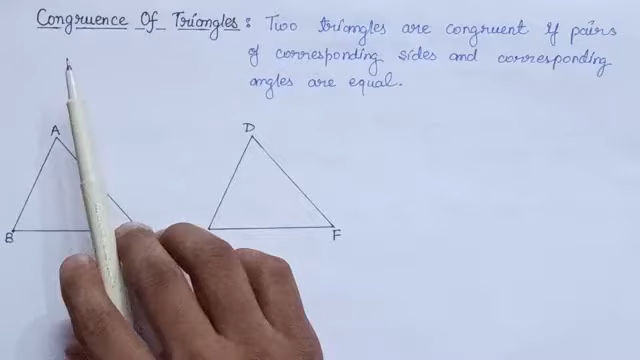 Congruence Of Triangles : Two triangles are congruent if pairs
of corresponding sides and corresponding
angles are equal.
A
D
B
F